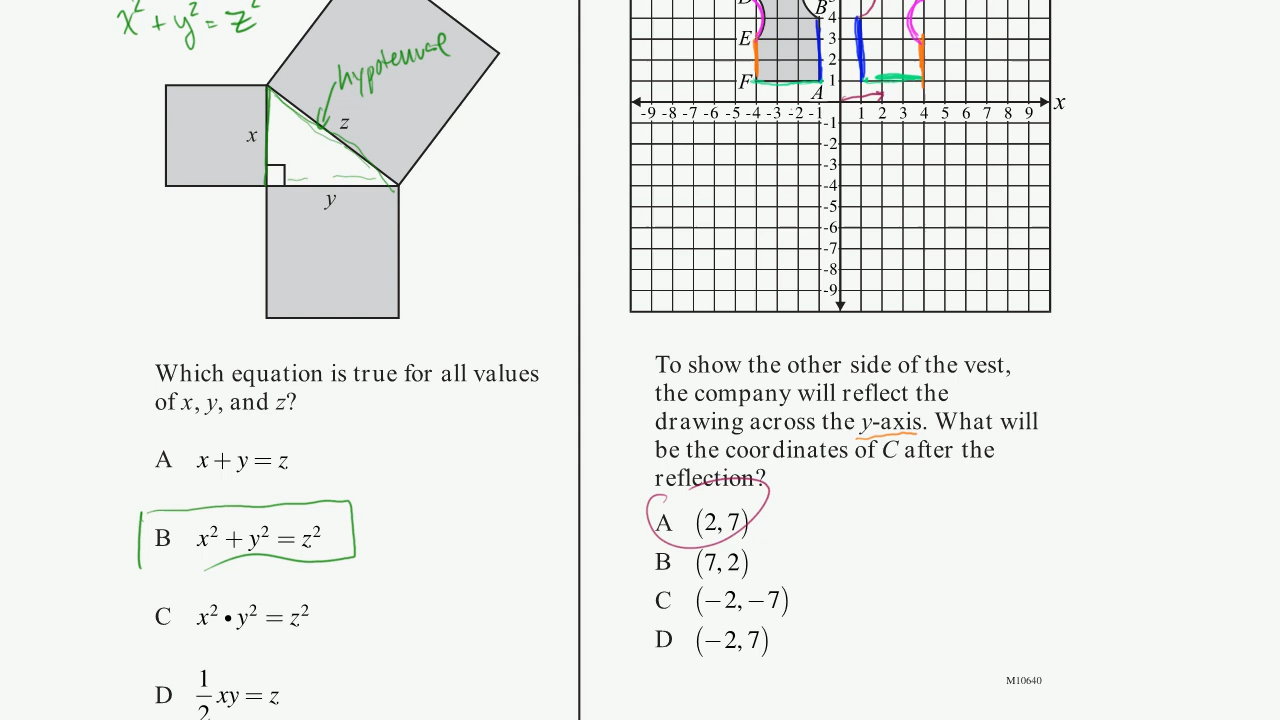 x² + y² = z²
hypotenuse
x
z
y
Which equation is true for all values
of x, y, and z?
A x + y = z
B x² + y² = z²
C x² • y² = z²
D 1/2 xy = z
B
4
E 3
2
F 1
A
x
-9 -8 -7 -6 -5 -4 -3 -2 -1 1 2 3 4 5 6 7 8 9
-1
-2
-3
-4
-5
-6
-7
-8
-9
To show the other side of the vest,
the company will reflect the
drawing across the y-axis. What will
be the coordinates of C after the
reflection?
A (2, 7)
B (7, 2)
C (−2, −7)
D (−2, 7)
M10640